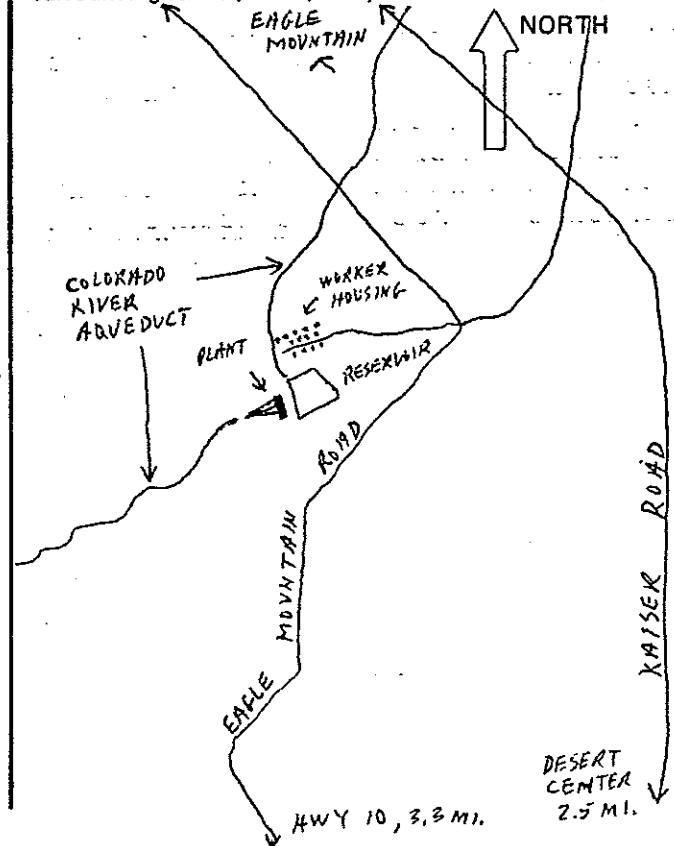 EAGLE
MOUNTAIN
NORTH
COLORADO
RIVER
AQUEDUCT
WORKER
HOUSING
PLANT
RESERVOIR
EAGLE MOUNTAIN ROAD
KAISER ROAD
DESERT
CENTER
2.5 MI.
HWY 10, 3.3 MI.